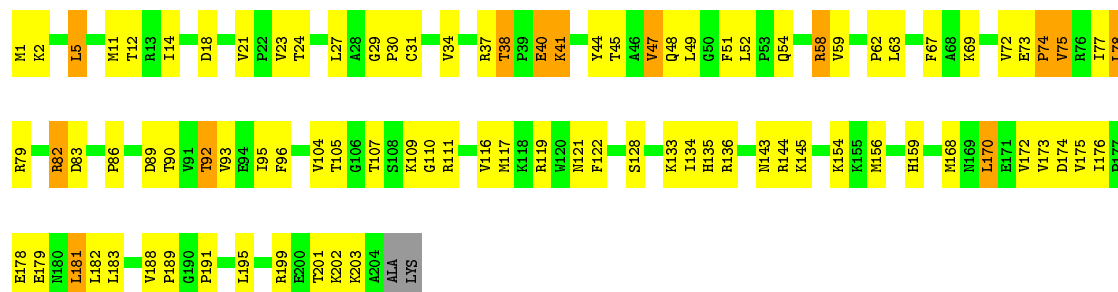 M1 K2 L5 M11 T12 R13 I14 D18 V21 P22 V23 T24 L27 A28 G29 P30 C31 V34 R37 T38 P39 E40 K41 Y44 T45 A46 V47 Q48 L49 G50 F51 L52 P53 Q54 R58 V59 P62 L63 F67 A68 K69 V72 E73 P74 V75 R76 I77 L78
R79 R82 D83 P86 D89 T90 V91 T92 V93 E94 I95 F96 V104 T105 G106 T107 S108 K109 G110 R111 V116 M117 K118 R119 W120 N121 F122 S128 K133 I134 H135 R136 N143 R144 K145 K154 K155 M156 H159 M168 N169 L170 E171 V172 V173 D174 V175 I176 P177
E178 E179 N180 L181 L182 L183 V188 P189 G190 P191 L195 R199 E200 T201 K202 K203 A204 ALA LYS